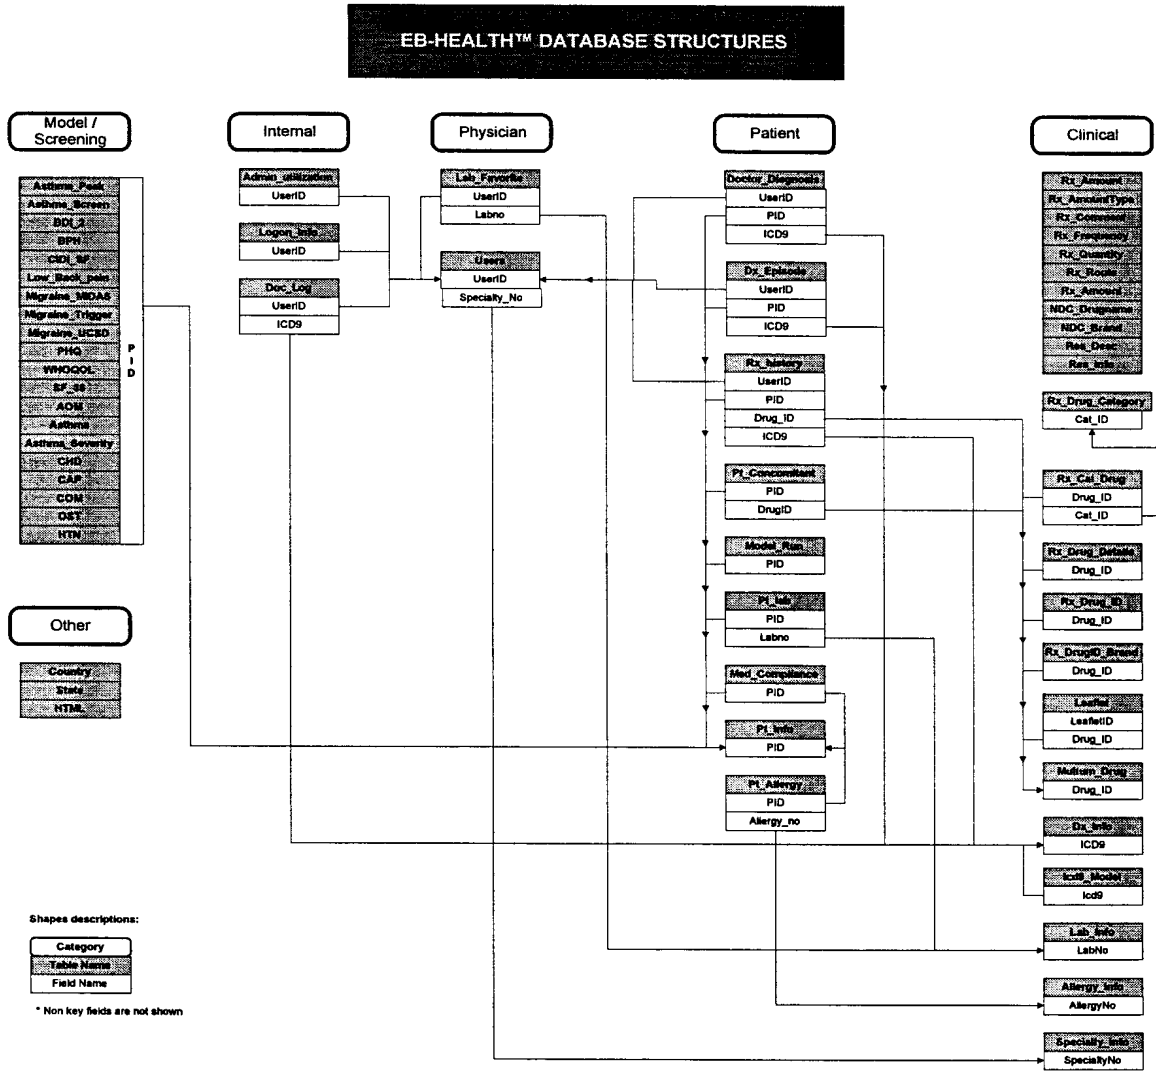 EB-HEALTH™ DATABASE STRUCTURES
Model /
Screening
Asthma_Peak
Asthma_Screen
BDI_2
BPH
CIDI_SF
Low_Back_pain
Migraine_MIDAS
Migraine_Trigger
Migraine_UCSD
PHQ
WHOQOL
AOM
Asthma
Asthma_Severity
CHD
CAP
COM
OST
HTN
P
I
D
Other
Country
State
HTML
Internal
Admin_utilization
UserID
Logon_Info
UserID
Doc_Log
UserID
ICD9
Physician
Lab_Favorite
UserID
Labno
Users
UserID
Specialty_No
Patient
Doctor_Diagnosis
UserID
PID
ICD9
Dx_Episode
UserID
PID
ICD9
Rx_history
UserID
PID
Drug_ID
ICD9
Pt_Concomitant
PID
DrugID
Model_Run
PID
Pt_lab
PID
Labno
Med_Compliance
PID
Pt_Info
PID
Pt_Allergy
PID
Allergy_no
Clinical
Rx_Amount
Rx_AmountType
Rx_Comment
Rx_Frequency
Rx_Quantity
Rx_Route
Rx_Amount
NDC_Drugname
NDC_Brand
Res_Desc
Res_Info
Rx_Drug_Category
Cat_ID
Rx_Cat_Drug
Drug_ID
Cat_ID
Rx_Drug_Details
Drug_ID
Rx_Drug_ID
Drug_ID
Rx_DrugID_Brand
Drug_ID
Leaflet
LeafletID
Drug_ID
Multum_Drug
Drug_ID
Dx_Info
ICD9
Icd9_Model
Icd9
Lab_Info
LabNo
Allergy_Info
AllergyNo
Specialty_Info
SpecialtyNo
Shapes descriptions:
Category
Table Name
Field Name
* Non key fields are not shown